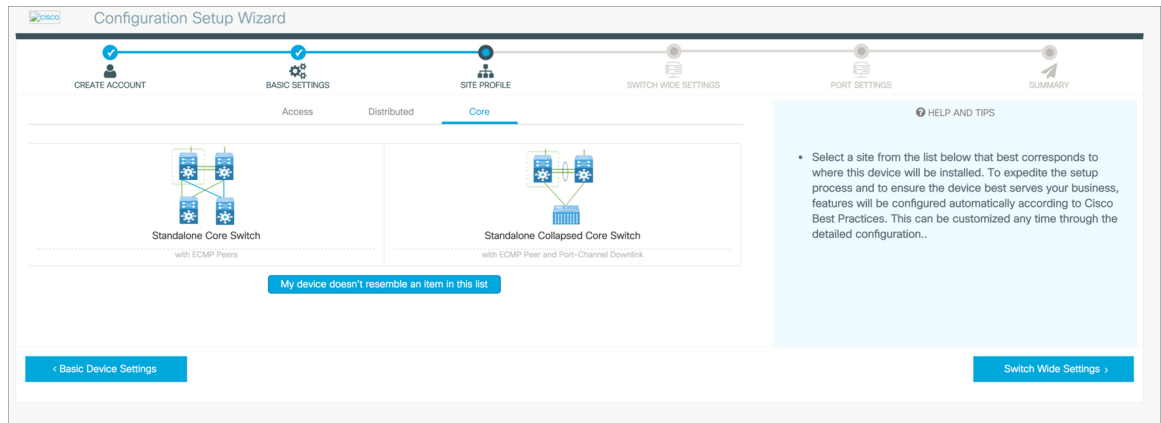 cisco
Configuration Setup Wizard
CREATE ACCOUNT
BASIC SETTINGS
SITE PROFILE
SWITCH WIDE SETTINGS
PORT SETTINGS
SUMMARY
Access
Distributed
Core
Standalone Core Switch
with ECMP Peers
Standalone Collapsed Core Switch
with ECMP Peer and Port-Channel Downlink
My device doesn't resemble an item in this list
HELP AND TIPS
• Select a site from the list below that best corresponds to
where this device will be installed. To expedite the setup
process and to ensure the device best serves your business,
features will be configured automatically according to Cisco
Best Practices. This can be customized any time through the
detailed configuration..
‹ Basic Device Settings
Switch Wide Settings ›